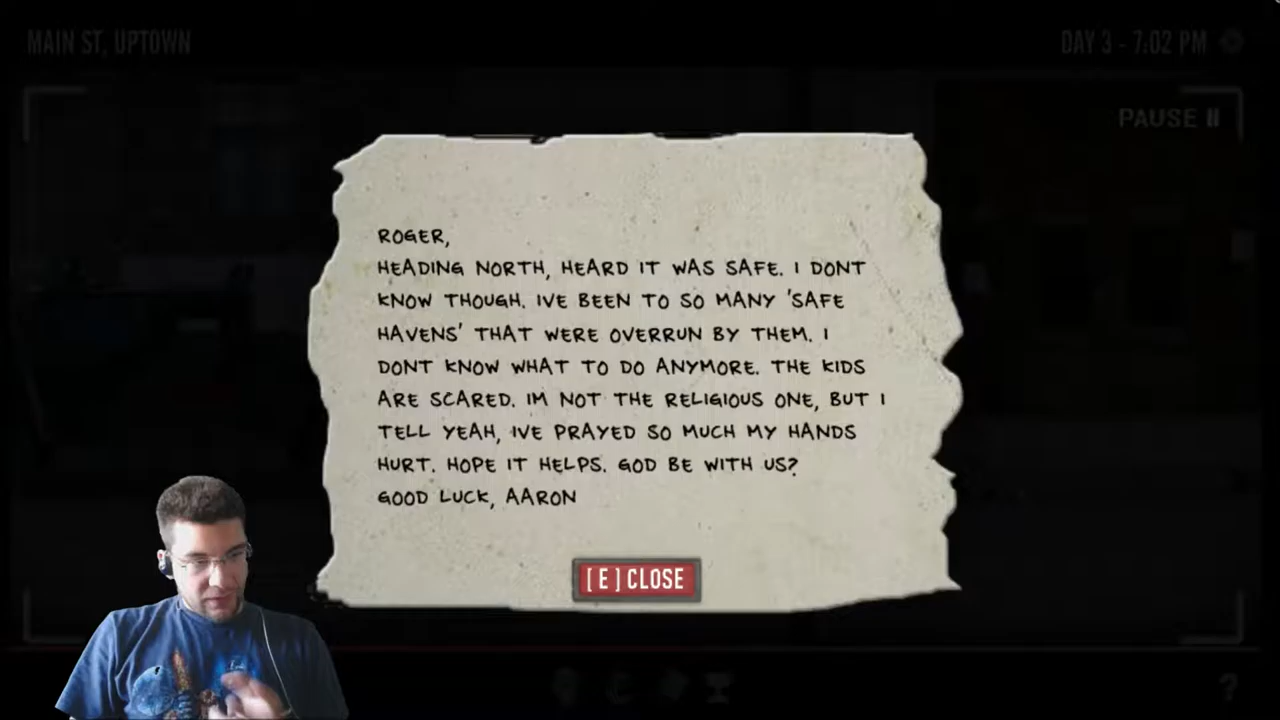 MAIN ST, UPTOWN
DAY 3 - 7:02 PM
PAUSE
ROGER,
HEADING NORTH, HEARD IT WAS SAFE. I DONT
KNOW THOUGH. IVE BEEN TO SO MANY 'SAFE
HAVENS' THAT WERE OVERRUN BY THEM. I
DONT KNOW WHAT TO DO ANYMORE. THE KIDS
ARE SCARED. IM NOT THE RELIGIOUS ONE, BUT I
TELL YEAH, IVE PRAYED SO MUCH MY HANDS
HURT. HOPE IT HELPS. GOD BE WITH US?
GOOD LUCK, AARON
[E] CLOSE
?